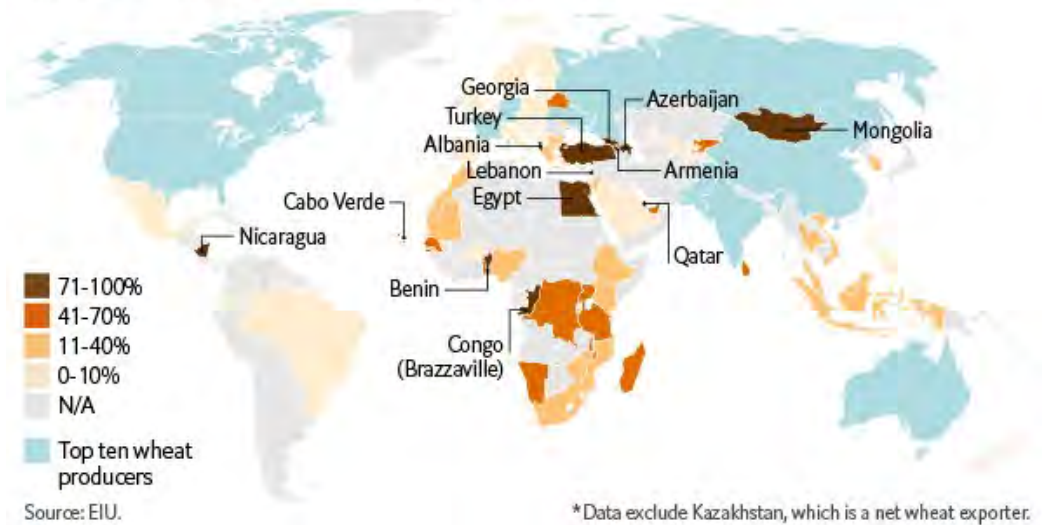 Georgia
Azerbaijan
Turkey
Mongolia
Albania
Lebanon
Armenia
Egypt
Cabo Verde
Nicaragua
Qatar
Benin
71-100%
41-70%
11-40%
0-10%
N/A
Congo
(Brazzaville)
Top ten wheat
producers
Source: EIU.
*Data exclude Kazakhstan, which is a net wheat exporter.